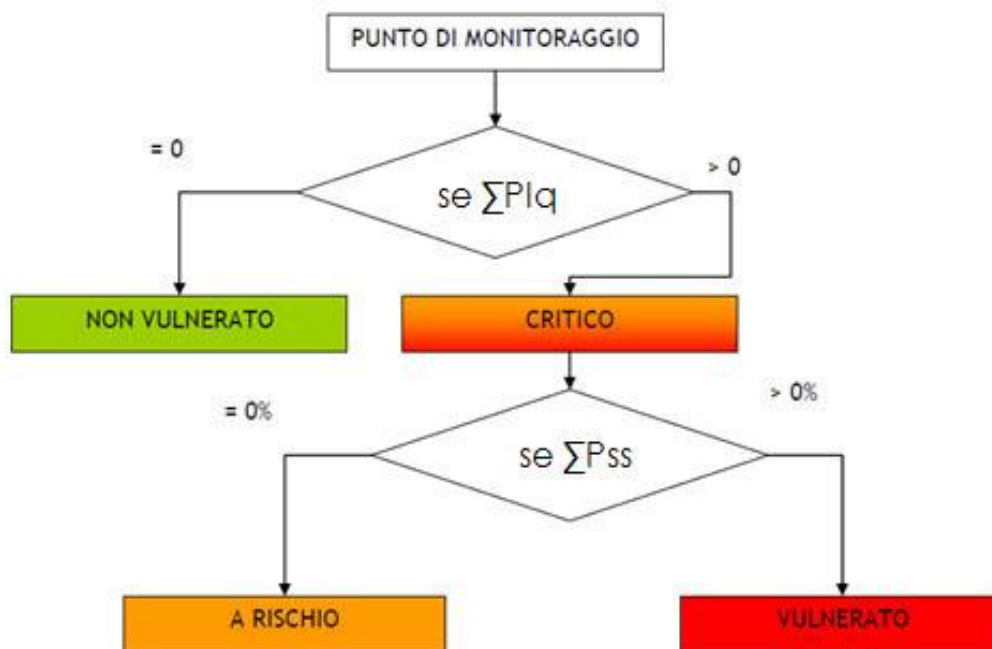 PUNTO DI MONITORAGGIO
= 0
> 0
se ∑Plq
NON VULNERATO
CRITICO
= 0%
> 0%
se ∑Pss
A RISCHIO
VULNERATO